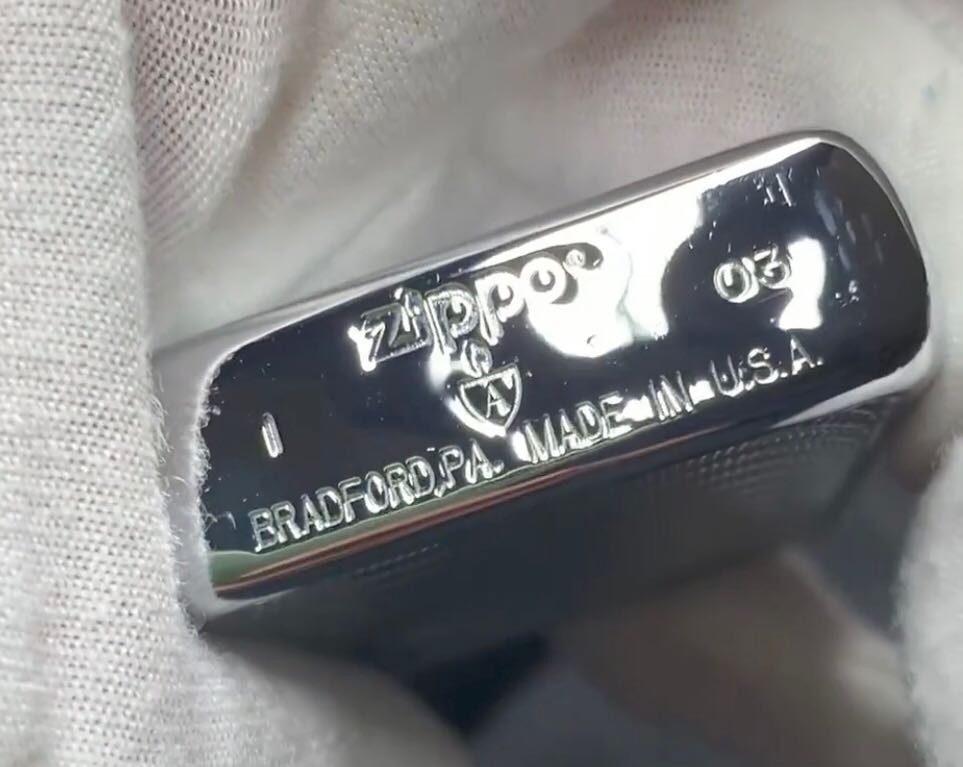 zippo®
I 03
A
BRADFORD, PA. MADE IN U.S.A.